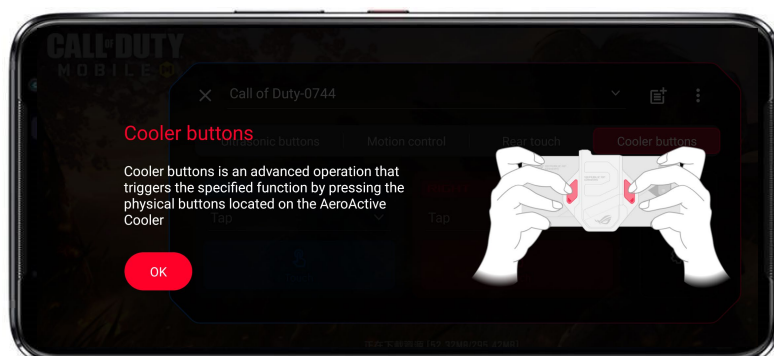 CALL OF DUTY
MOBILE
Call of Duty-0744
Cooler buttons
Ultrasonic buttons
Motion control
Rear touch
Cooler buttons
Cooler buttons is an advanced operation that
triggers the specified function by pressing the
physical buttons located on the AeroActive
Cooler
Tap
Tap
OK